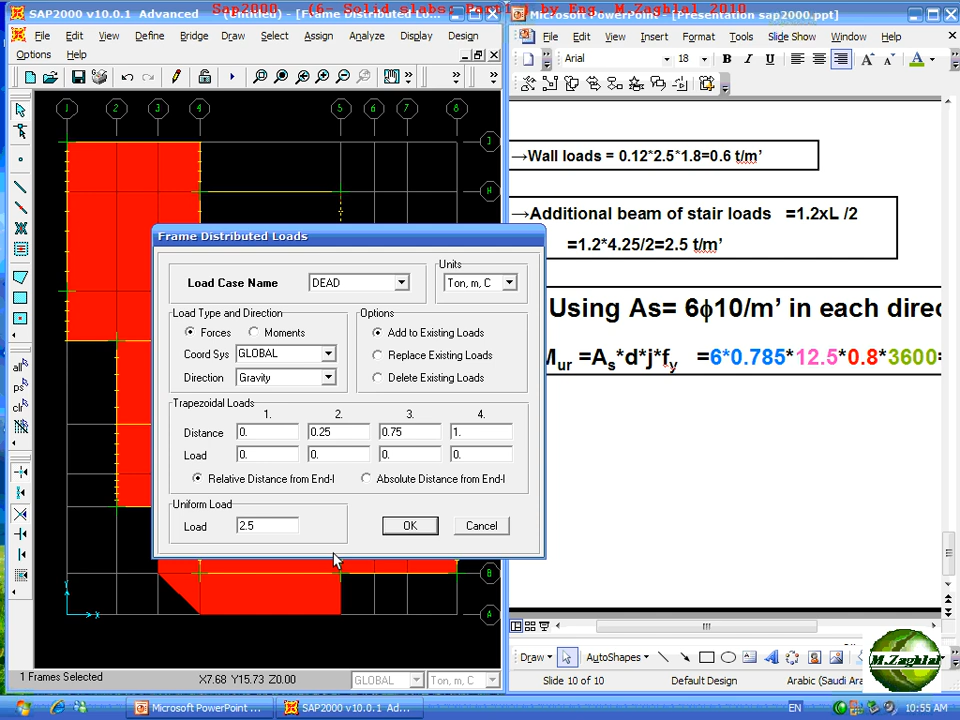 Sap2000 (6- Solid slabs: Part1) by Eng. M.Zaghlal 2010
SAP2000 v10.0.1 Advanced - (Untitled) - [Frame Distributed Lo...
File Edit View Define Bridge Draw Select Assign Analyze Display Design
Options Help
1 2 3 4 5 6 7 8
J
H
B
A
Y
X
Frame Distributed Loads
Load Case Name DEAD
Units
Ton, m, C
Load Type and Direction
Forces Moments
Coord Sys GLOBAL
Direction Gravity
Options
Add to Existing Loads
Replace Existing Loads
Delete Existing Loads
Trapezoidal Loads
1. 2. 3. 4.
Distance 0. 0.25 0.75 1.
Load 0. 0. 0. 0.
Relative Distance from End-I Absolute Distance from End-I
Uniform Load
Load 2.5
OK Cancel
1 Frames Selected X7.68 Y15.73 Z0.00 GLOBAL Ton, m, C
Microsoft PowerPoint - [Presentation sap2000.ppt]
File Edit View Insert Format Tools Slide Show Window Help
Arial 18 B I U A A A
→Wall loads = 0.12*2.5*1.8=0.6 t/m’
→Additional beam of stair loads =1.2xL /2
=1.2*4.25/2=2.5 t/m’
Using As= 6ϕ10/m’ in each direc
Mur =As*d*j*fy =6*0.785*12.5*0.8*3600=
Draw AutoShapes
M.Zaghlal
Slide 10 of 10 Default Design Arabic (Saudi Ara
Microsoft PowerPoint ... SAP2000 v10.0.1 Ad... EN 10:55 AM